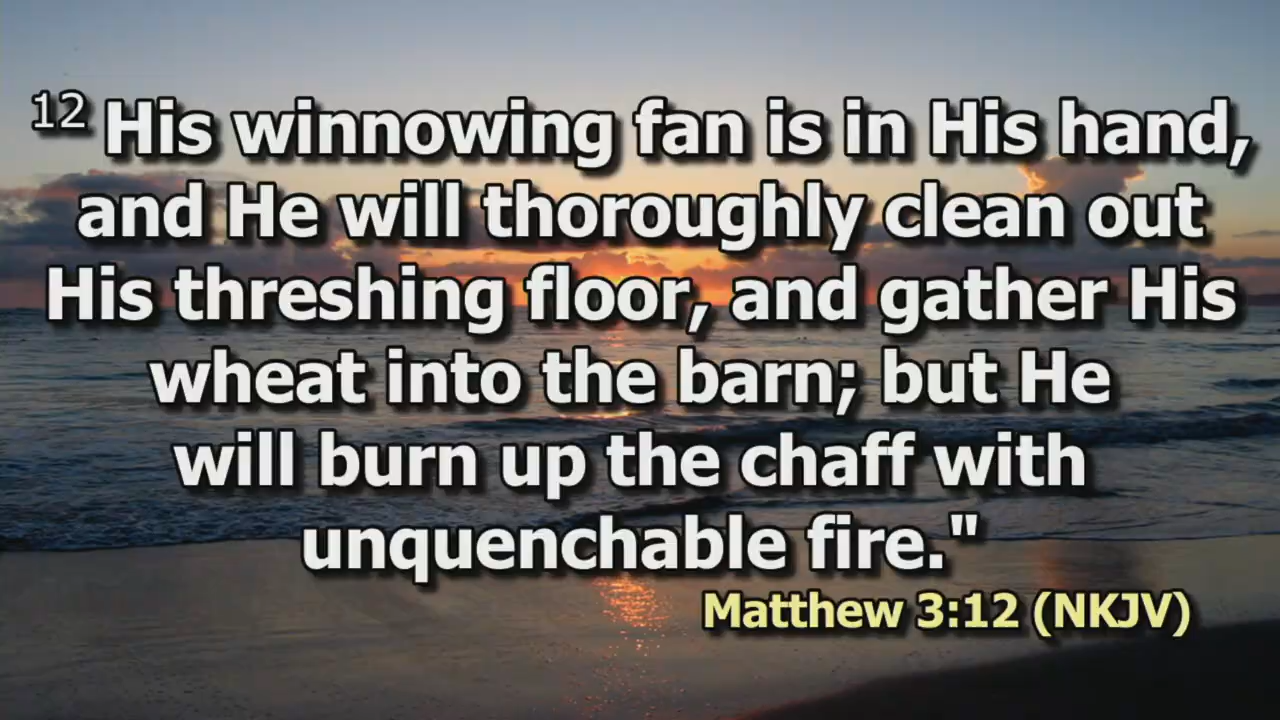 12 His winnowing fan is in His hand,
and He will thoroughly clean out
His threshing floor, and gather His
wheat into the barn; but He
will burn up the chaff with
unquenchable fire."
Matthew 3:12 (NKJV)